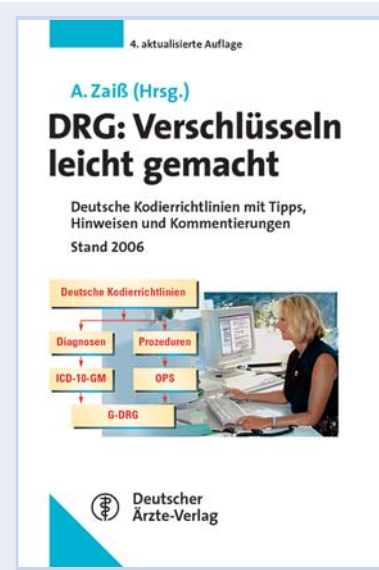 4. aktualisierte Auflage
A. Zaiß (Hrsg.)
DRG: Verschlüsseln
leicht gemacht
Deutsche Kodierrichtlinien mit Tipps,
Hinweisen und Kommentierungen
Stand 2006
Deutsche Kodierrichtlinien
Diagnosen
Prozeduren
ICD-10-GM
OPS
G-DRG
Deutscher
Ärzte-Verlag